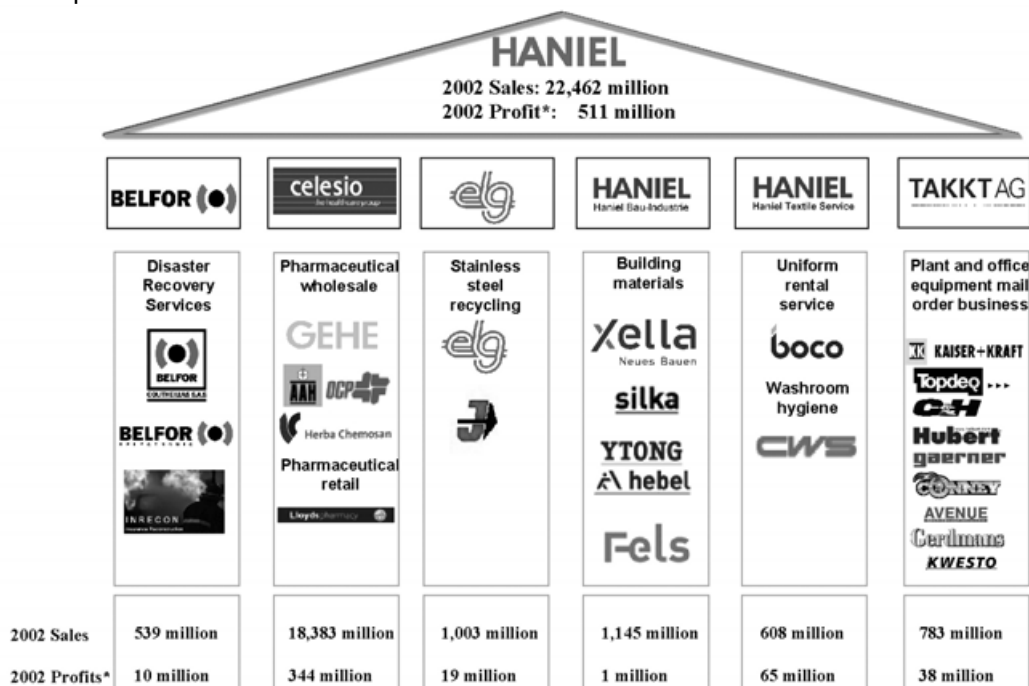 HANIEL
2002 Sales: 22,462 million
2002 Profit*: 511 million
BELFOR
celesio
the healthcare group
elg
HANIEL
Haniel Bau-Industrie
HANIEL
Haniel Textile Service
TAKKT AG
Disaster
Recovery
Services
BELFOR
BELFOR
INRECON
Pharmaceutical
wholesale
GEHE
AAH OCP
Herba Chemosan
Pharmaceutical
retail
Lloydspharmacy
Stainless
steel
recycling
elg
J
Building
materials
Xella
Neues Bauen
silka
YTONG
hebel
Fels
Uniform
rental
service
boco
Washroom
hygiene
CWS
Plant and office
equipment mail
order business
KK KAISER+KRAFT
Topdeq
C&H
Hubert
gaerner
CONNEY
AVENUE
Gerdmans
KWESTO
2002 Sales 539 million 18,383 million 1,003 million 1,145 million 608 million 783 million
2002 Profits* 10 million 344 million 19 million 1 million 65 million 38 million